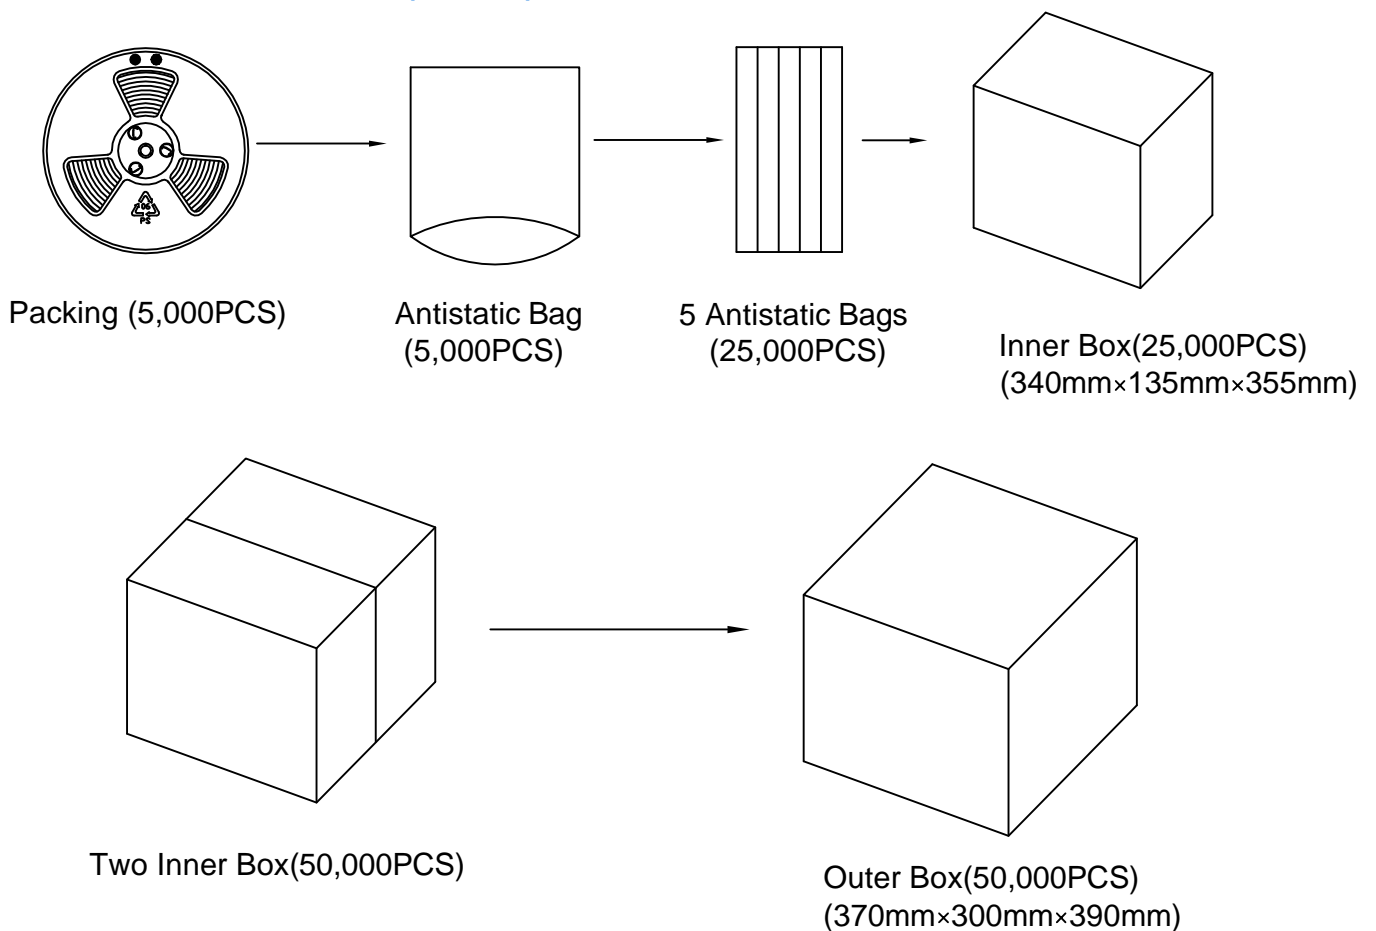 Packing (5,000PCS)
Antistatic Bag
(5,000PCS)
5 Antistatic Bags
(25,000PCS)
Inner Box(25,000PCS)
(340mm×135mm×355mm)
Two Inner Box(50,000PCS)
Outer Box(50,000PCS)
(370mm×300mm×390mm)